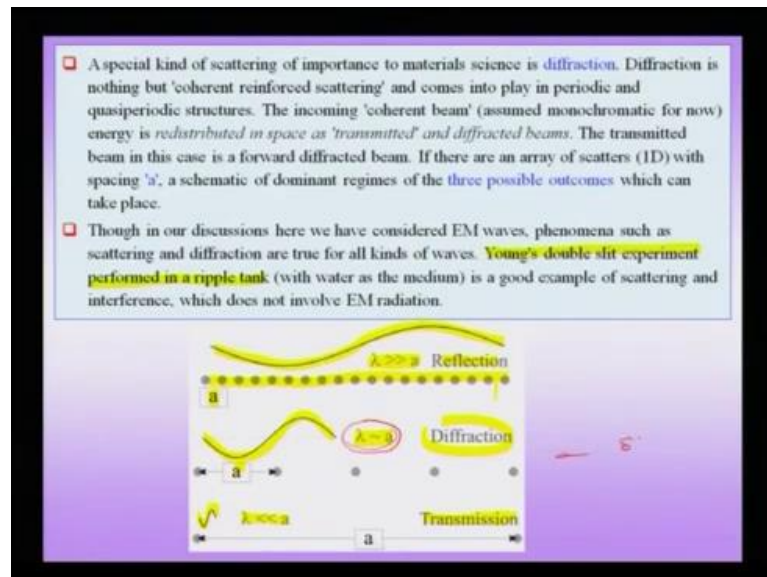 A special kind of scattering of importance to materials science is diffraction. Diffraction is
nothing but 'coherent reinforced scattering' and comes into play in periodic and
quasiperiodic structures. The incoming 'coherent beam' (assumed monochromatic for now)
energy is redistributed in space as 'transmitted' and diffracted beams. The transmitted
beam in this case is a forward diffracted beam. If there are an array of scatters (1D) with
spacing 'a', a schematic of dominant regimes of the three possible outcomes which can
take place.
Though in our discussions here we have considered EM waves, phenomena such as
scattering and diffraction are true for all kinds of waves. Young's double slit experiment
performed in a ripple tank (with water as the medium) is a good example of scattering and
interference, which does not involve EM radiation.
λ >> a Reflection
a
λ ~ a Diffraction
a
λ << a Transmission
a